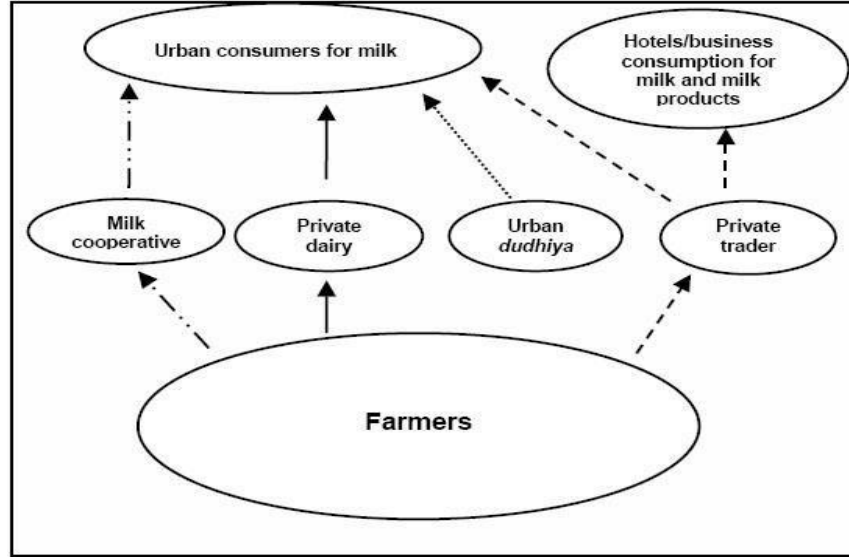 Urban consumers for milk
Hotels/business
consumption for
milk and milk
products
Milk
cooperative
Private
dairy
Urban
dudhiya
Private
trader
Farmers